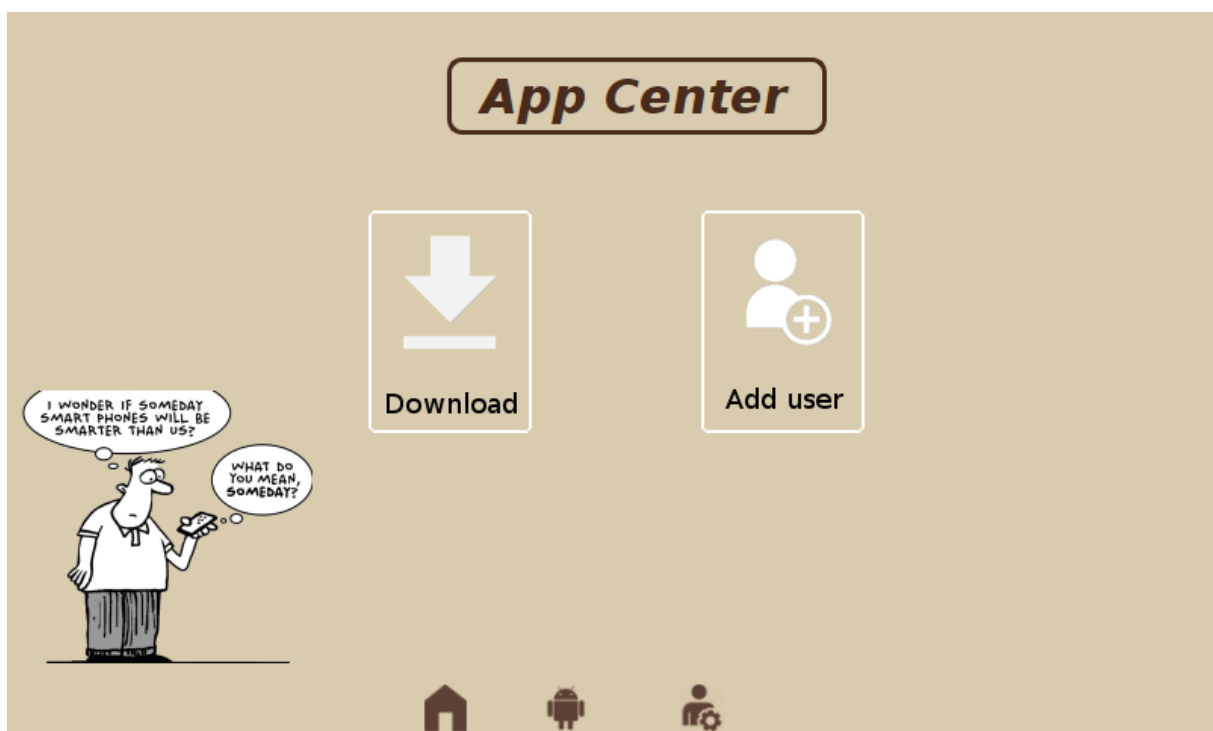 App Center
Download
Add user
I WONDER IF SOMEDAY
SMART PHONES WILL BE
SMARTER THAN US?
WHAT DO
YOU MEAN,
SOMEDAY?